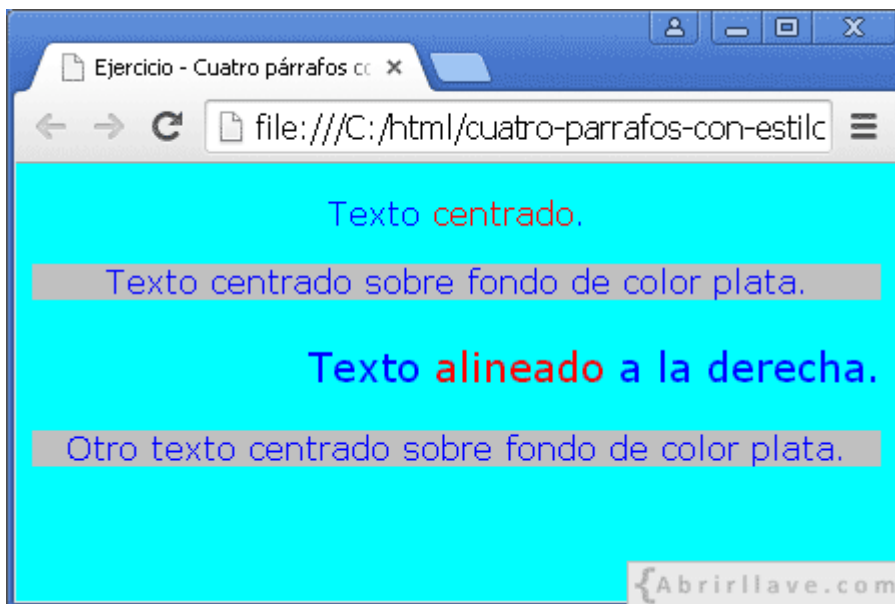 Ejercicio - Cuatro párrafos co
file:///C:/html/cuatro-parrafos-con-estilo
Texto centrado.
Texto centrado sobre fondo de color plata.
Texto alineado a la derecha.
Otro texto centrado sobre fondo de color plata.
{Abrirllave.com